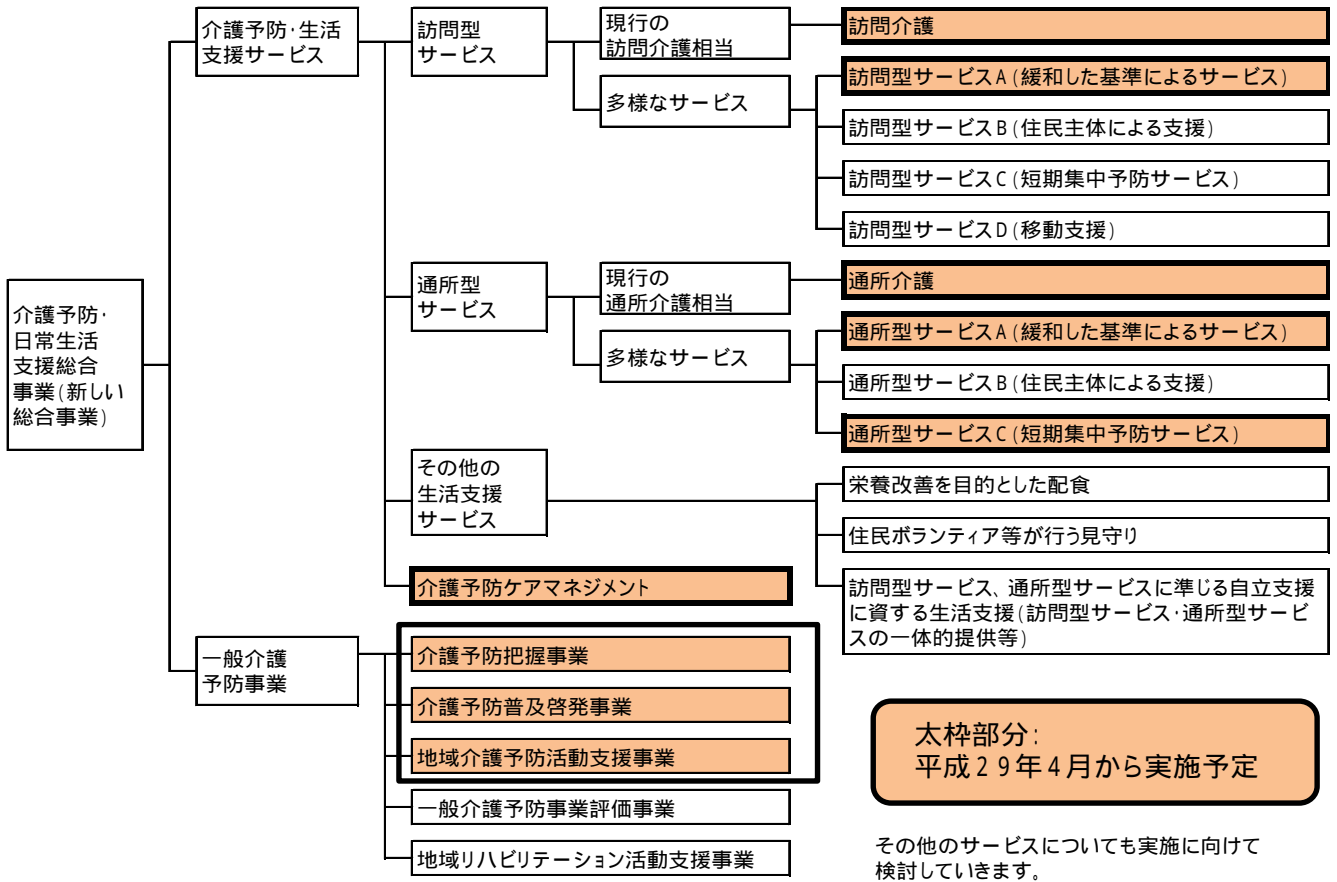 介護予防・
日常生活
支援総合
事業(新しい
総合事業)
介護予防・生活
支援サービス
訪問型
サービス
現行の
訪問介護相当
訪問介護
多様なサービス
訪問型サービスA(緩和した基準によるサービス)
訪問型サービスB(住民主体による支援)
訪問型サービスC(短期集中予防サービス)
訪問型サービスD(移動支援)
通所型
サービス
現行の
通所介護相当
通所介護
多様なサービス
通所型サービスA(緩和した基準によるサービス)
通所型サービスB(住民主体による支援)
通所型サービスC(短期集中予防サービス)
その他の
生活支援
サービス
栄養改善を目的とした配食
住民ボランティア等が行う見守り
訪問型サービス、通所型サービスに準じる自立支援
に資する生活支援(訪問型サービス・通所型サービ
スの一体的提供等)
介護予防ケアマネジメント
一般介護
予防事業
介護予防把握事業
介護予防普及啓発事業
地域介護予防活動支援事業
一般介護予防事業評価事業
地域リハビリテーション活動支援事業
太枠部分:
平成29年4月から実施予定
その他のサービスについても実施に向けて
検討していきます。